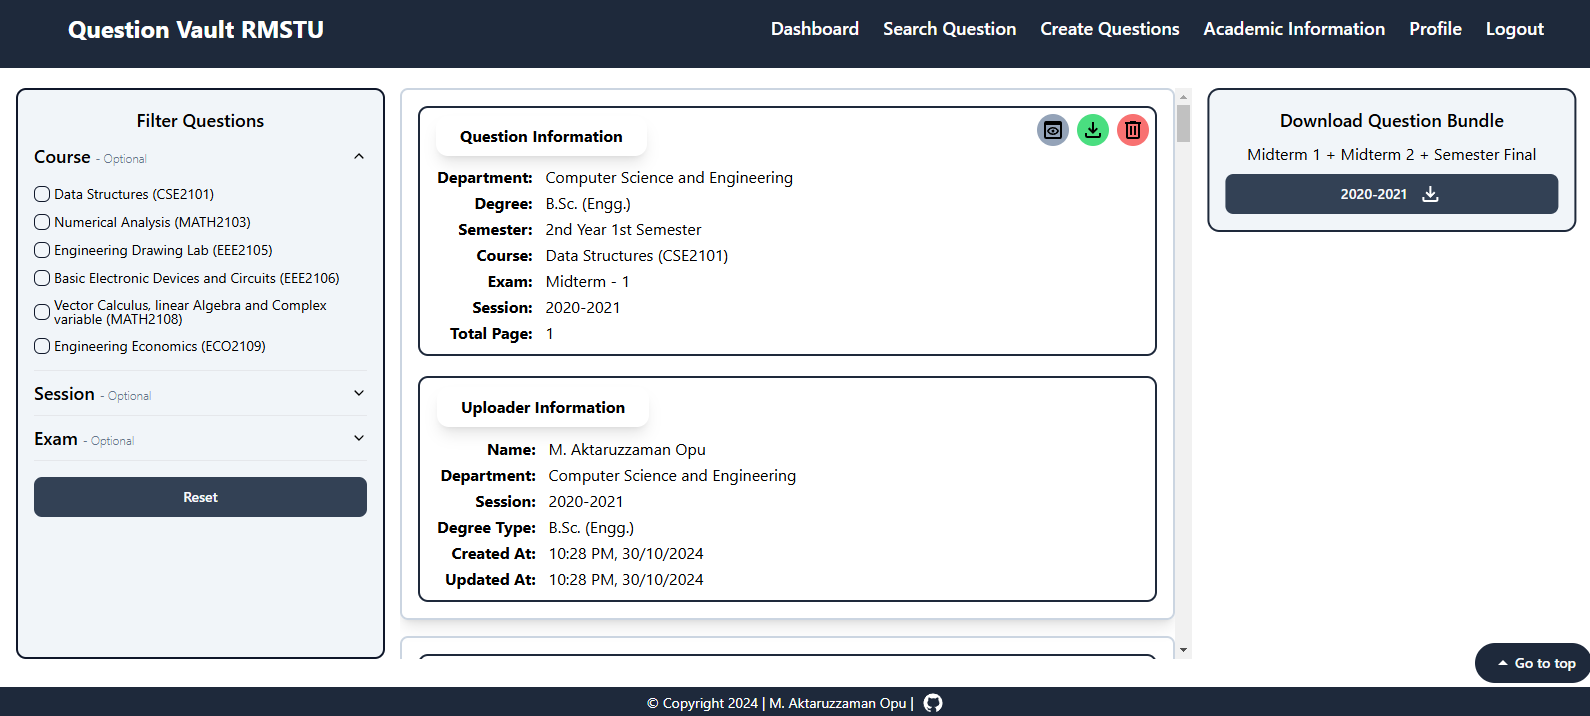 Question Vault RMSTU
Dashboard
Search Question
Create Questions
Academic Information
Profile
Logout
Filter Questions
Course - Optional
Data Structures (CSE2101)
Numerical Analysis (MATH2103)
Engineering Drawing Lab (EEE2105)
Basic Electronic Devices and Circuits (EEE2106)
Vector Calculus, linear Algebra and Complex
variable (MATH2108)
Engineering Economics (ECO2109)
Session - Optional
Exam - Optional
Reset
Question Information
Department: Computer Science and Engineering
Degree: B.Sc. (Engg.)
Semester: 2nd Year 1st Semester
Course: Data Structures (CSE2101)
Exam: Midterm - 1
Session: 2020-2021
Total Page: 1
Uploader Information
Name: M. Aktaruzzaman Opu
Department: Computer Science and Engineering
Session: 2020-2021
Degree Type: B.Sc. (Engg.)
Created At: 10:28 PM, 30/10/2024
Updated At: 10:28 PM, 30/10/2024
Download Question Bundle
Midterm 1 + Midterm 2 + Semester Final
2020-2021
Go to top
© Copyright 2024 | M. Aktaruzzaman Opu |